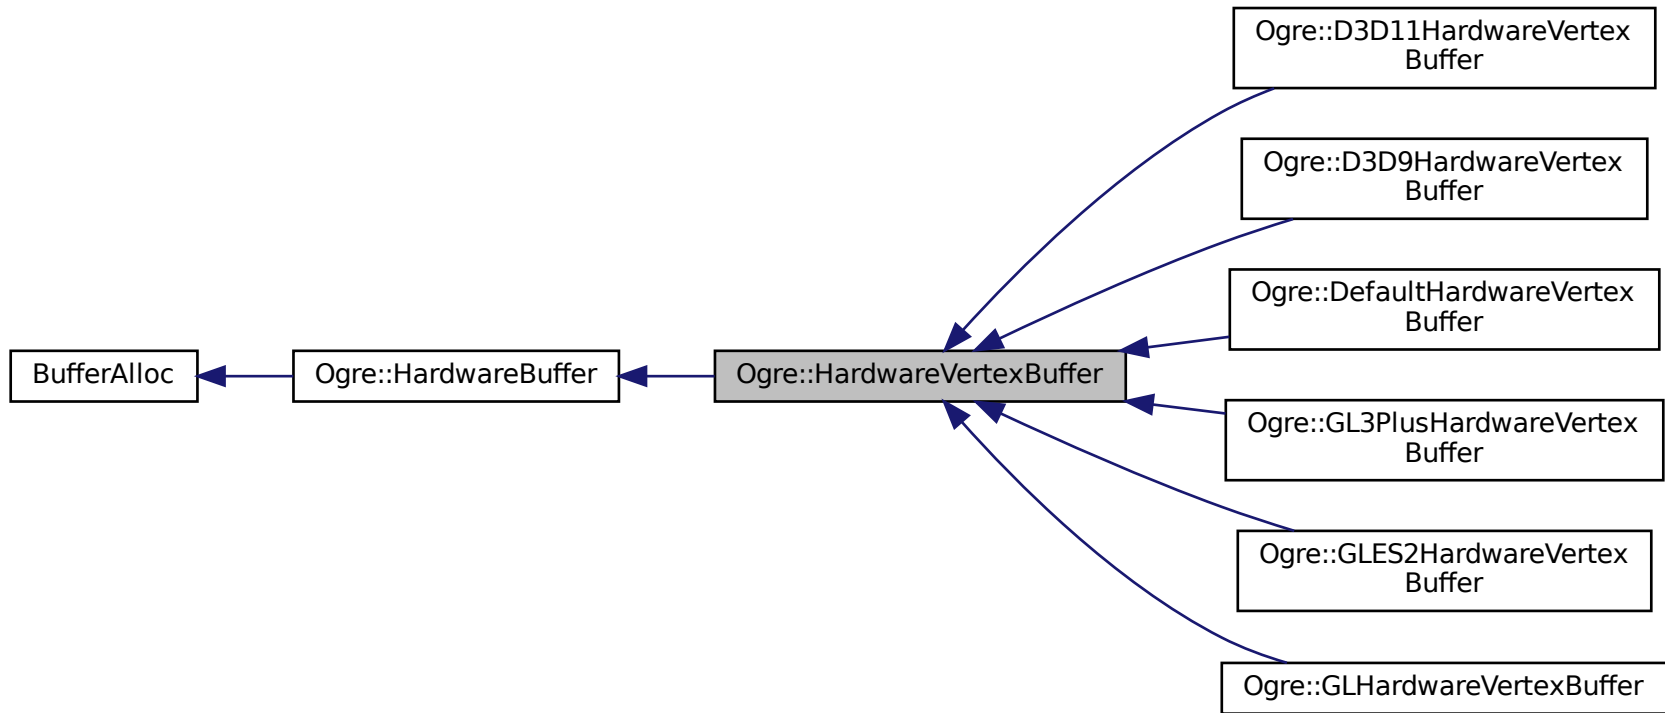 BufferAlloc
Ogre::HardwareBuffer
Ogre::HardwareVertexBuffer
Ogre::D3D11HardwareVertex
Buffer
Ogre::D3D9HardwareVertex
Buffer
Ogre::DefaultHardwareVertex
Buffer
Ogre::GL3PlusHardwareVertex
Buffer
Ogre::GLES2HardwareVertex
Buffer
Ogre::GLHardwareVertexBuffer